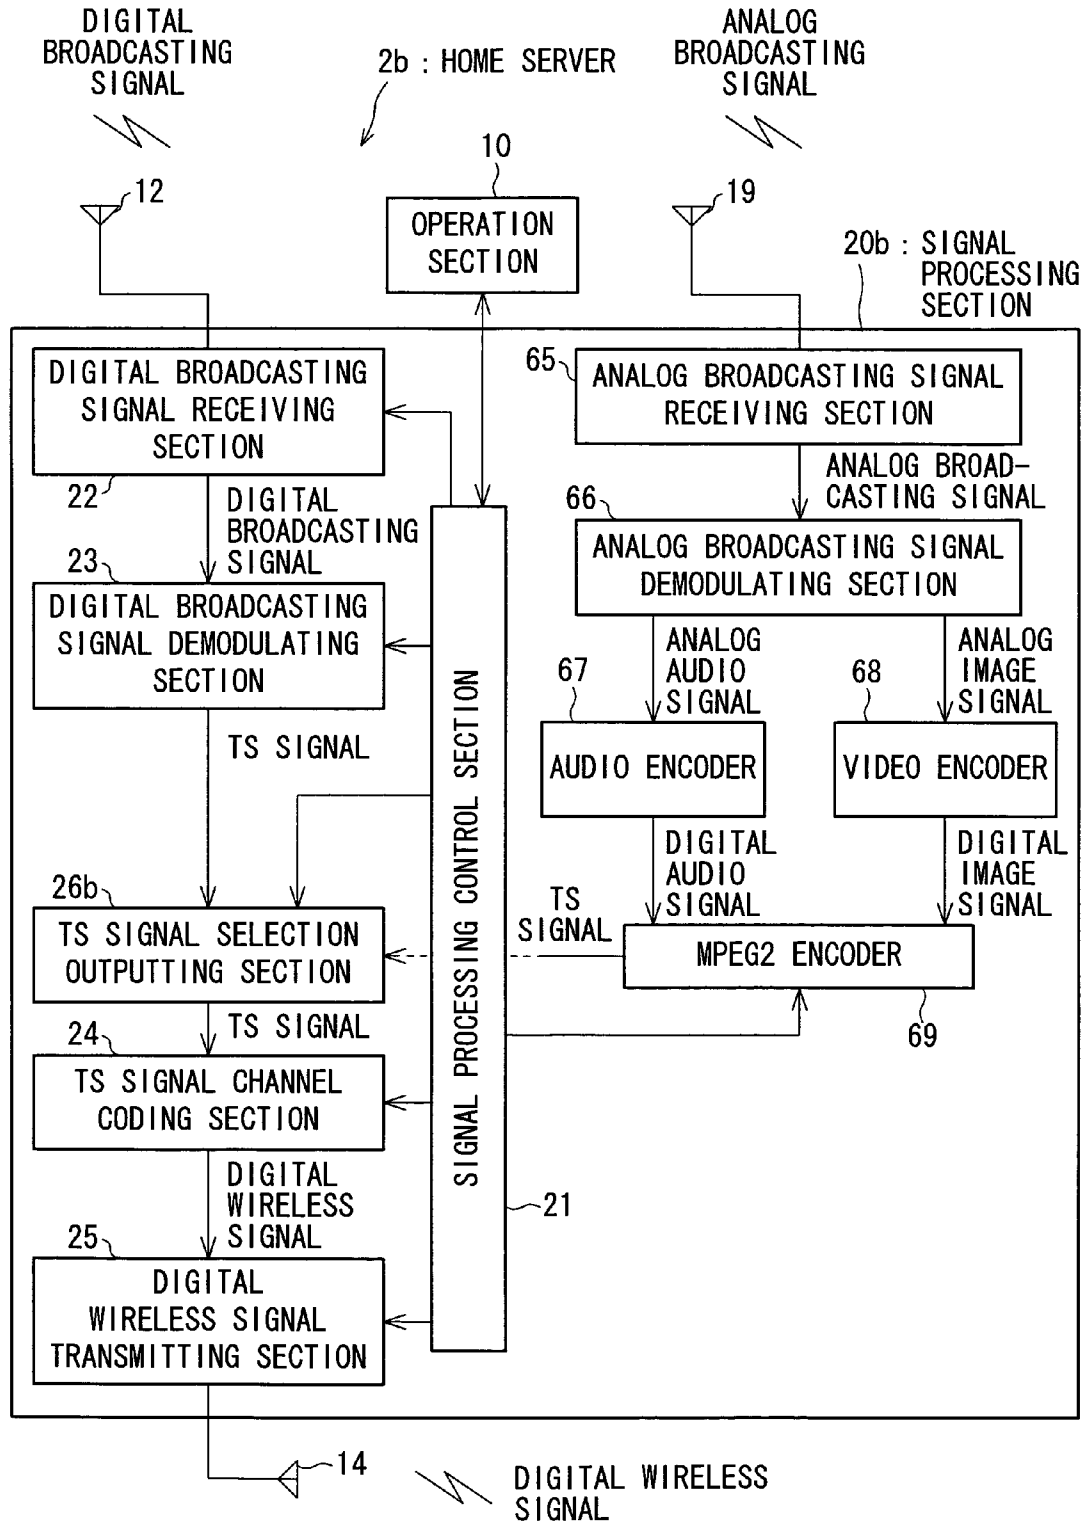 DIGITAL
BROADCASTING
SIGNAL
2b : HOME SERVER
ANALOG
BROADCASTING
SIGNAL
12
10
19
OPERATION
SECTION
20b : SIGNAL
PROCESSING
SECTION
DIGITAL BROADCASTING
SIGNAL RECEIVING
SECTION
22
65
ANALOG BROADCASTING SIGNAL
RECEIVING SECTION
DIGITAL
BROADCASTING
SIGNAL
ANALOG BROAD-
CASTING SIGNAL
23
66
DIGITAL BROADCASTING
SIGNAL DEMODULATING
SECTION
ANALOG BROADCASTING SIGNAL
DEMODULATING SECTION
ANALOG
AUDIO
SIGNAL
ANALOG
IMAGE
SIGNAL
67
68
TS SIGNAL
AUDIO ENCODER
VIDEO ENCODER
SIGNAL PROCESSING CONTROL SECTION
DIGITAL
AUDIO
SIGNAL
DIGITAL
IMAGE
SIGNAL
26b
TS SIGNAL SELECTION
OUTPUTTING SECTION
TS
SIGNAL
MPEG2 ENCODER
69
TS SIGNAL
24
TS SIGNAL CHANNEL
CODING SECTION
DIGITAL
WIRELESS
SIGNAL
21
25
DIGITAL
WIRELESS SIGNAL
TRANSMITTING SECTION
14
DIGITAL WIRELESS
SIGNAL